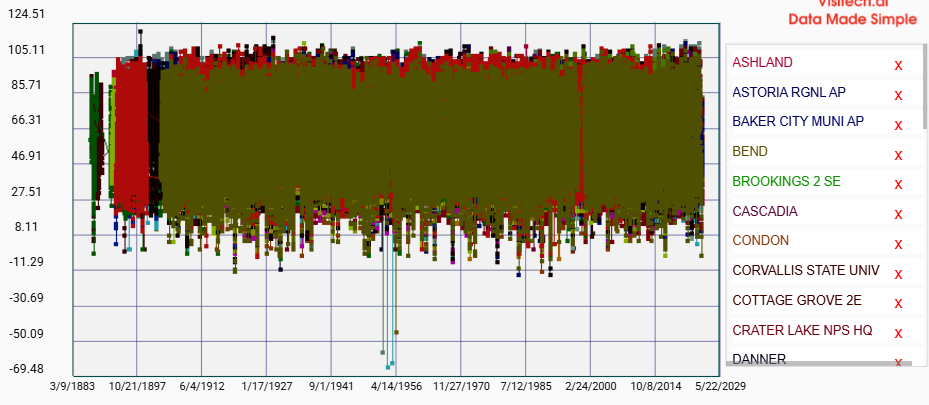 Visitech.ai
Data Made Simple
124.51
105.11
85.71
66.31
46.91
27.51
8.11
-11.29
-30.69
-50.09
-69.48
3/9/1883 10/21/1897 6/4/1912 1/17/1927 9/1/1941 4/14/1956 11/27/1970 7/12/1985 2/24/2000 10/8/2014 5/22/2029
ASHLAND x
ASTORIA RGNL AP x
BAKER CITY MUNI AP x
BEND x
BROOKINGS 2 SE x
CASCADIA x
CONDON x
CORVALLIS STATE UNIV x
COTTAGE GROVE 2E x
CRATER LAKE NPS HQ x
DANNER x